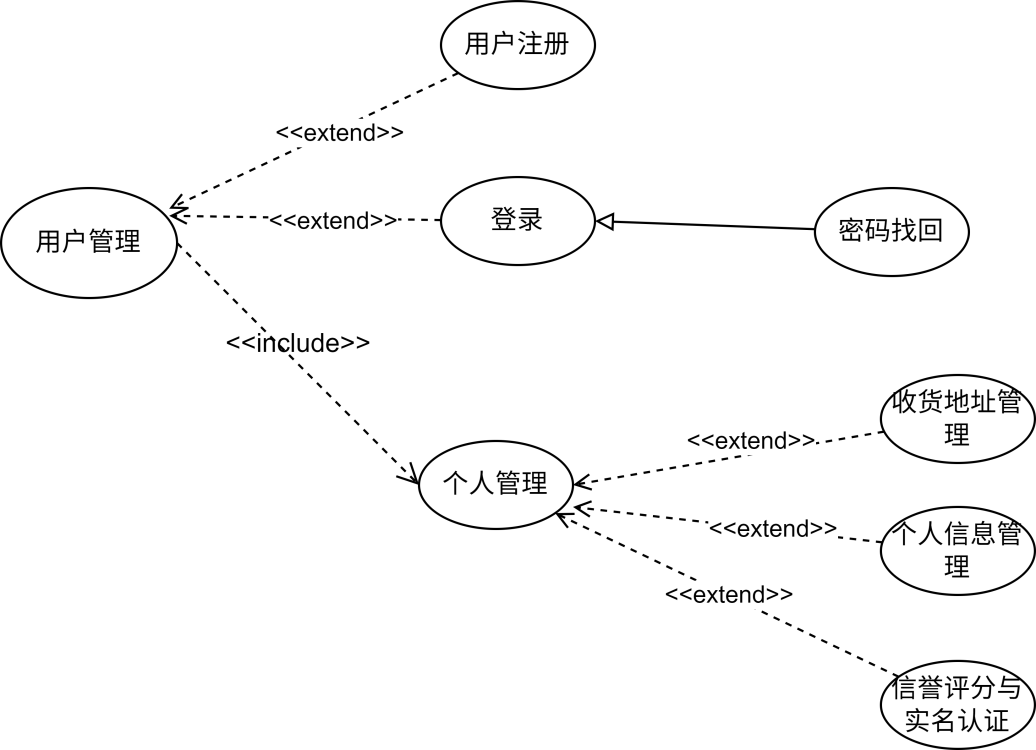 用户注册
<<extend>>
用户管理
<<extend>>
登录
密码找回
<<include>>
收货地址管
理
<<extend>>
个人管理
个人信息管
理
<<extend>>
<<extend>>
信誉评分与
实名认证